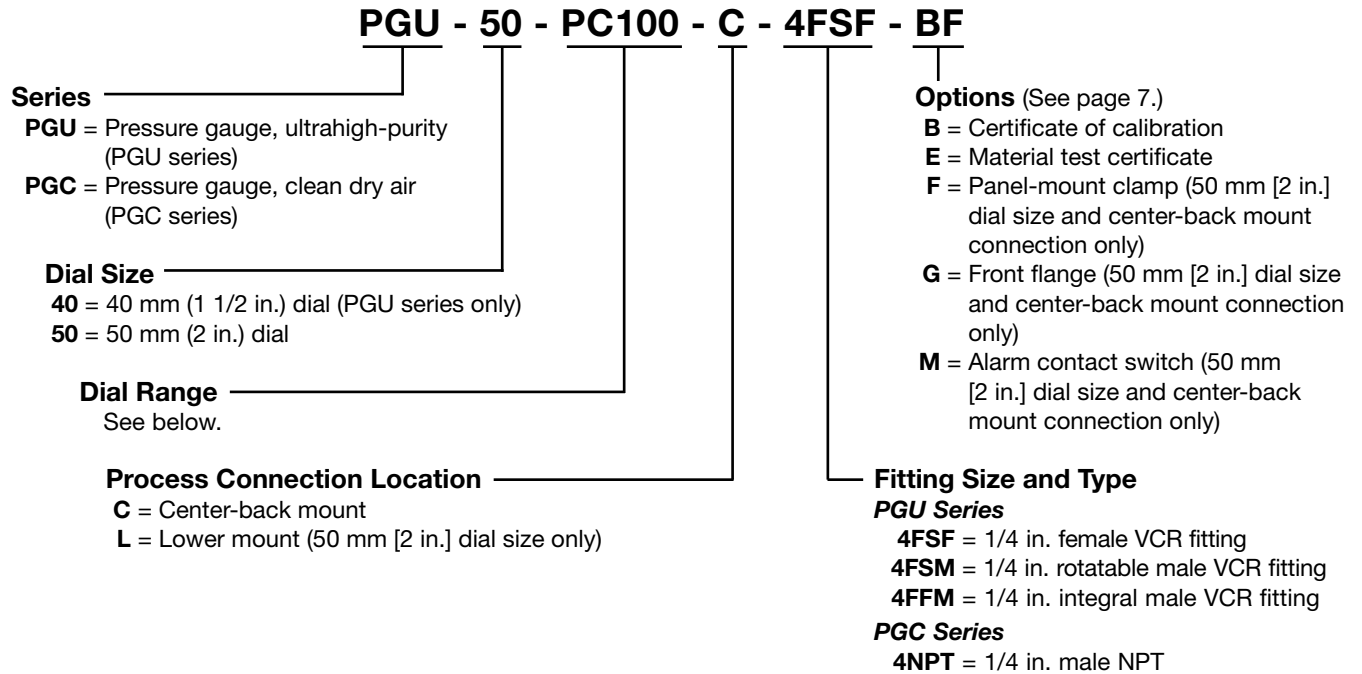 PGU - 50 - PC100 - C - 4FSF - BF
Series
PGU = Pressure gauge, ultrahigh-purity
(PGU series)
PGC = Pressure gauge, clean dry air
(PGC series)
Dial Size
40 = 40 mm (1 1/2 in.) dial (PGU series only)
50 = 50 mm (2 in.) dial
Dial Range
See below.
Process Connection Location
C = Center-back mount
L = Lower mount (50 mm [2 in.] dial size only)
Options (See page 7.)
B = Certificate of calibration
E = Material test certificate
F = Panel-mount clamp (50 mm [2 in.]
dial size and center-back mount
connection only)
G = Front flange (50 mm [2 in.] dial size
and center-back mount connection
only)
M = Alarm contact switch (50 mm
[2 in.] dial size and center-back
mount connection only)
Fitting Size and Type
PGU Series
4FSF = 1/4 in. female VCR fitting
4FSM = 1/4 in. rotatable male VCR fitting
4FFM = 1/4 in. integral male VCR fitting
PGC Series
4NPT = 1/4 in. male NPT